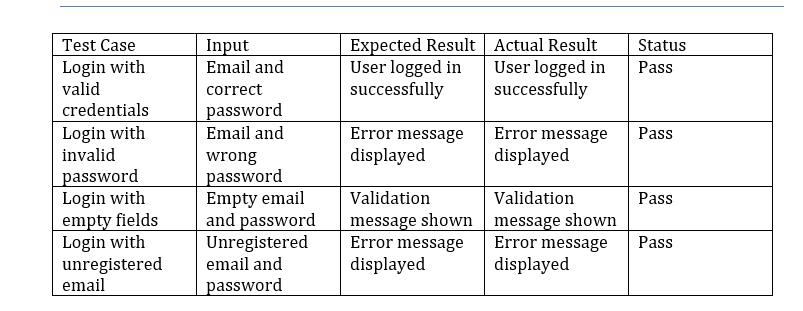 Test Case Input Expected Result Actual Result Status
Login with Email and User logged in User logged in Pass
valid correct successfully successfully
credentials password
Login with Email and Error message Error message Pass
invalid wrong displayed displayed
password password
Login with Empty email Validation Validation Pass
empty fields and password message shown message shown
Login with Unregistered Error message Error message Pass
unregistered email and displayed displayed
email password